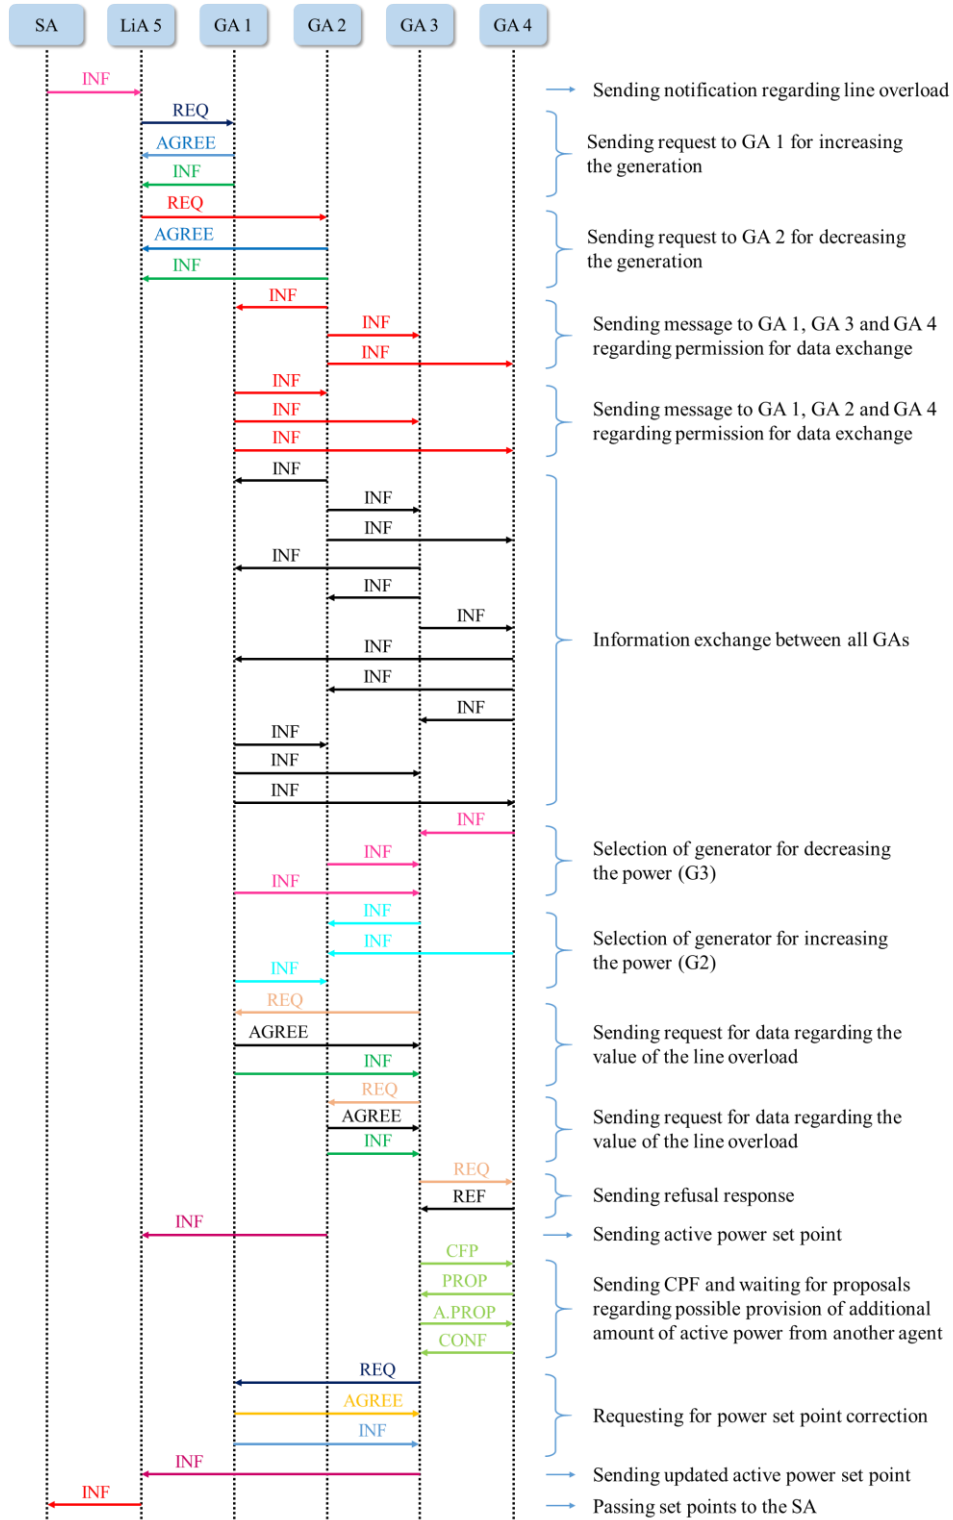 SA LiA 5 GA 1 GA 2 GA 3 GA 4
INF
Sending notification regarding line overload
REQ
AGREE
Sending request to GA 1 for increasing
the generation
INF
REQ
AGREE
Sending request to GA 2 for decreasing
the generation
INF
INF
INF
Sending message to GA 1, GA 3 and GA 4
regarding permission for data exchange
INF
INF
INF
Sending message to GA 1, GA 2 and GA 4
regarding permission for data exchange
INF
INF
INF
INF
INF
INF
INF
Information exchange between all GAs
INF
INF
INF
INF
INF
INF
INF
INF
Selection of generator for decreasing
the power (G3)
INF
INF
INF
Selection of generator for increasing
the power (G2)
INF
REQ
AGREE
Sending request for data regarding the
value of the line overload
INF
REQ
AGREE
Sending request for data regarding the
value of the line overload
INF
REQ
REF
Sending refusal response
INF
Sending active power set point
CFP
PROP
Sending CPF and waiting for proposals
regarding possible provision of additional
amount of active power from another agent
A.PROP
CONF
REQ
AGREE
Requesting for power set point correction
INF
INF
Sending updated active power set point
INF
Passing set points to the SA